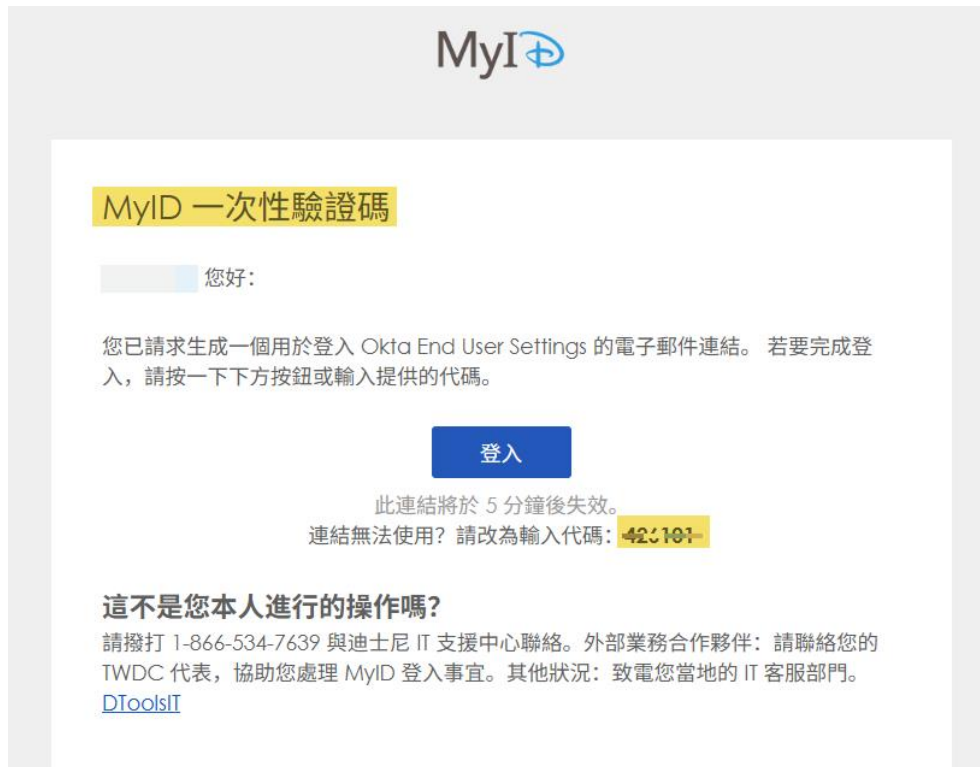 MyID
MyID 一次性驗證碼
您好：
您已請求生成一個用於登入 Okta End User Settings 的電子郵件連結。 若要完成登
入，請按一下下方按鈕或輸入提供的代碼。
登入
此連結將於 5 分鐘後失效。
連結無法使用？請改為輸入代碼：
這不是您本人進行的操作嗎？
請撥打 1-866-534-7639 與迪士尼 IT 支援中心聯絡。外部業務合作夥伴：請聯絡您的
TWDC 代表，協助您處理 MyID 登入事宜。其他狀況：致電您當地的 IT 客服部門。
DToolsIT